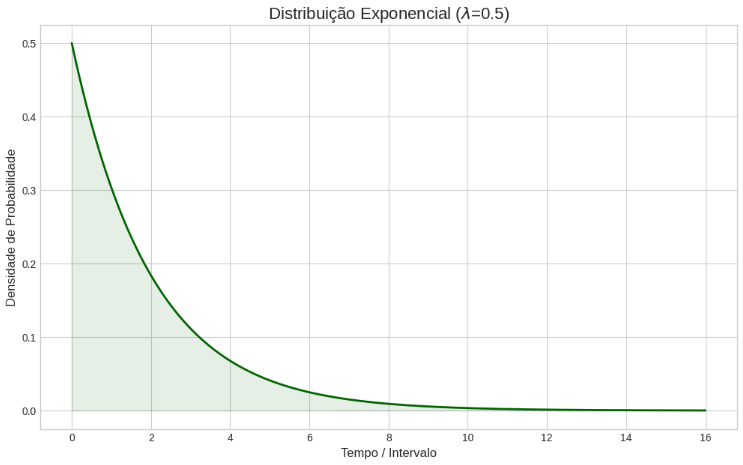 Distribuição Exponencial (λ=0.5)
Densidade de Probabilidade
0.5
0.4
0.3
0.2
0.1
0.0
0 2 4 6 8 10 12 14 16
Tempo / Intervalo